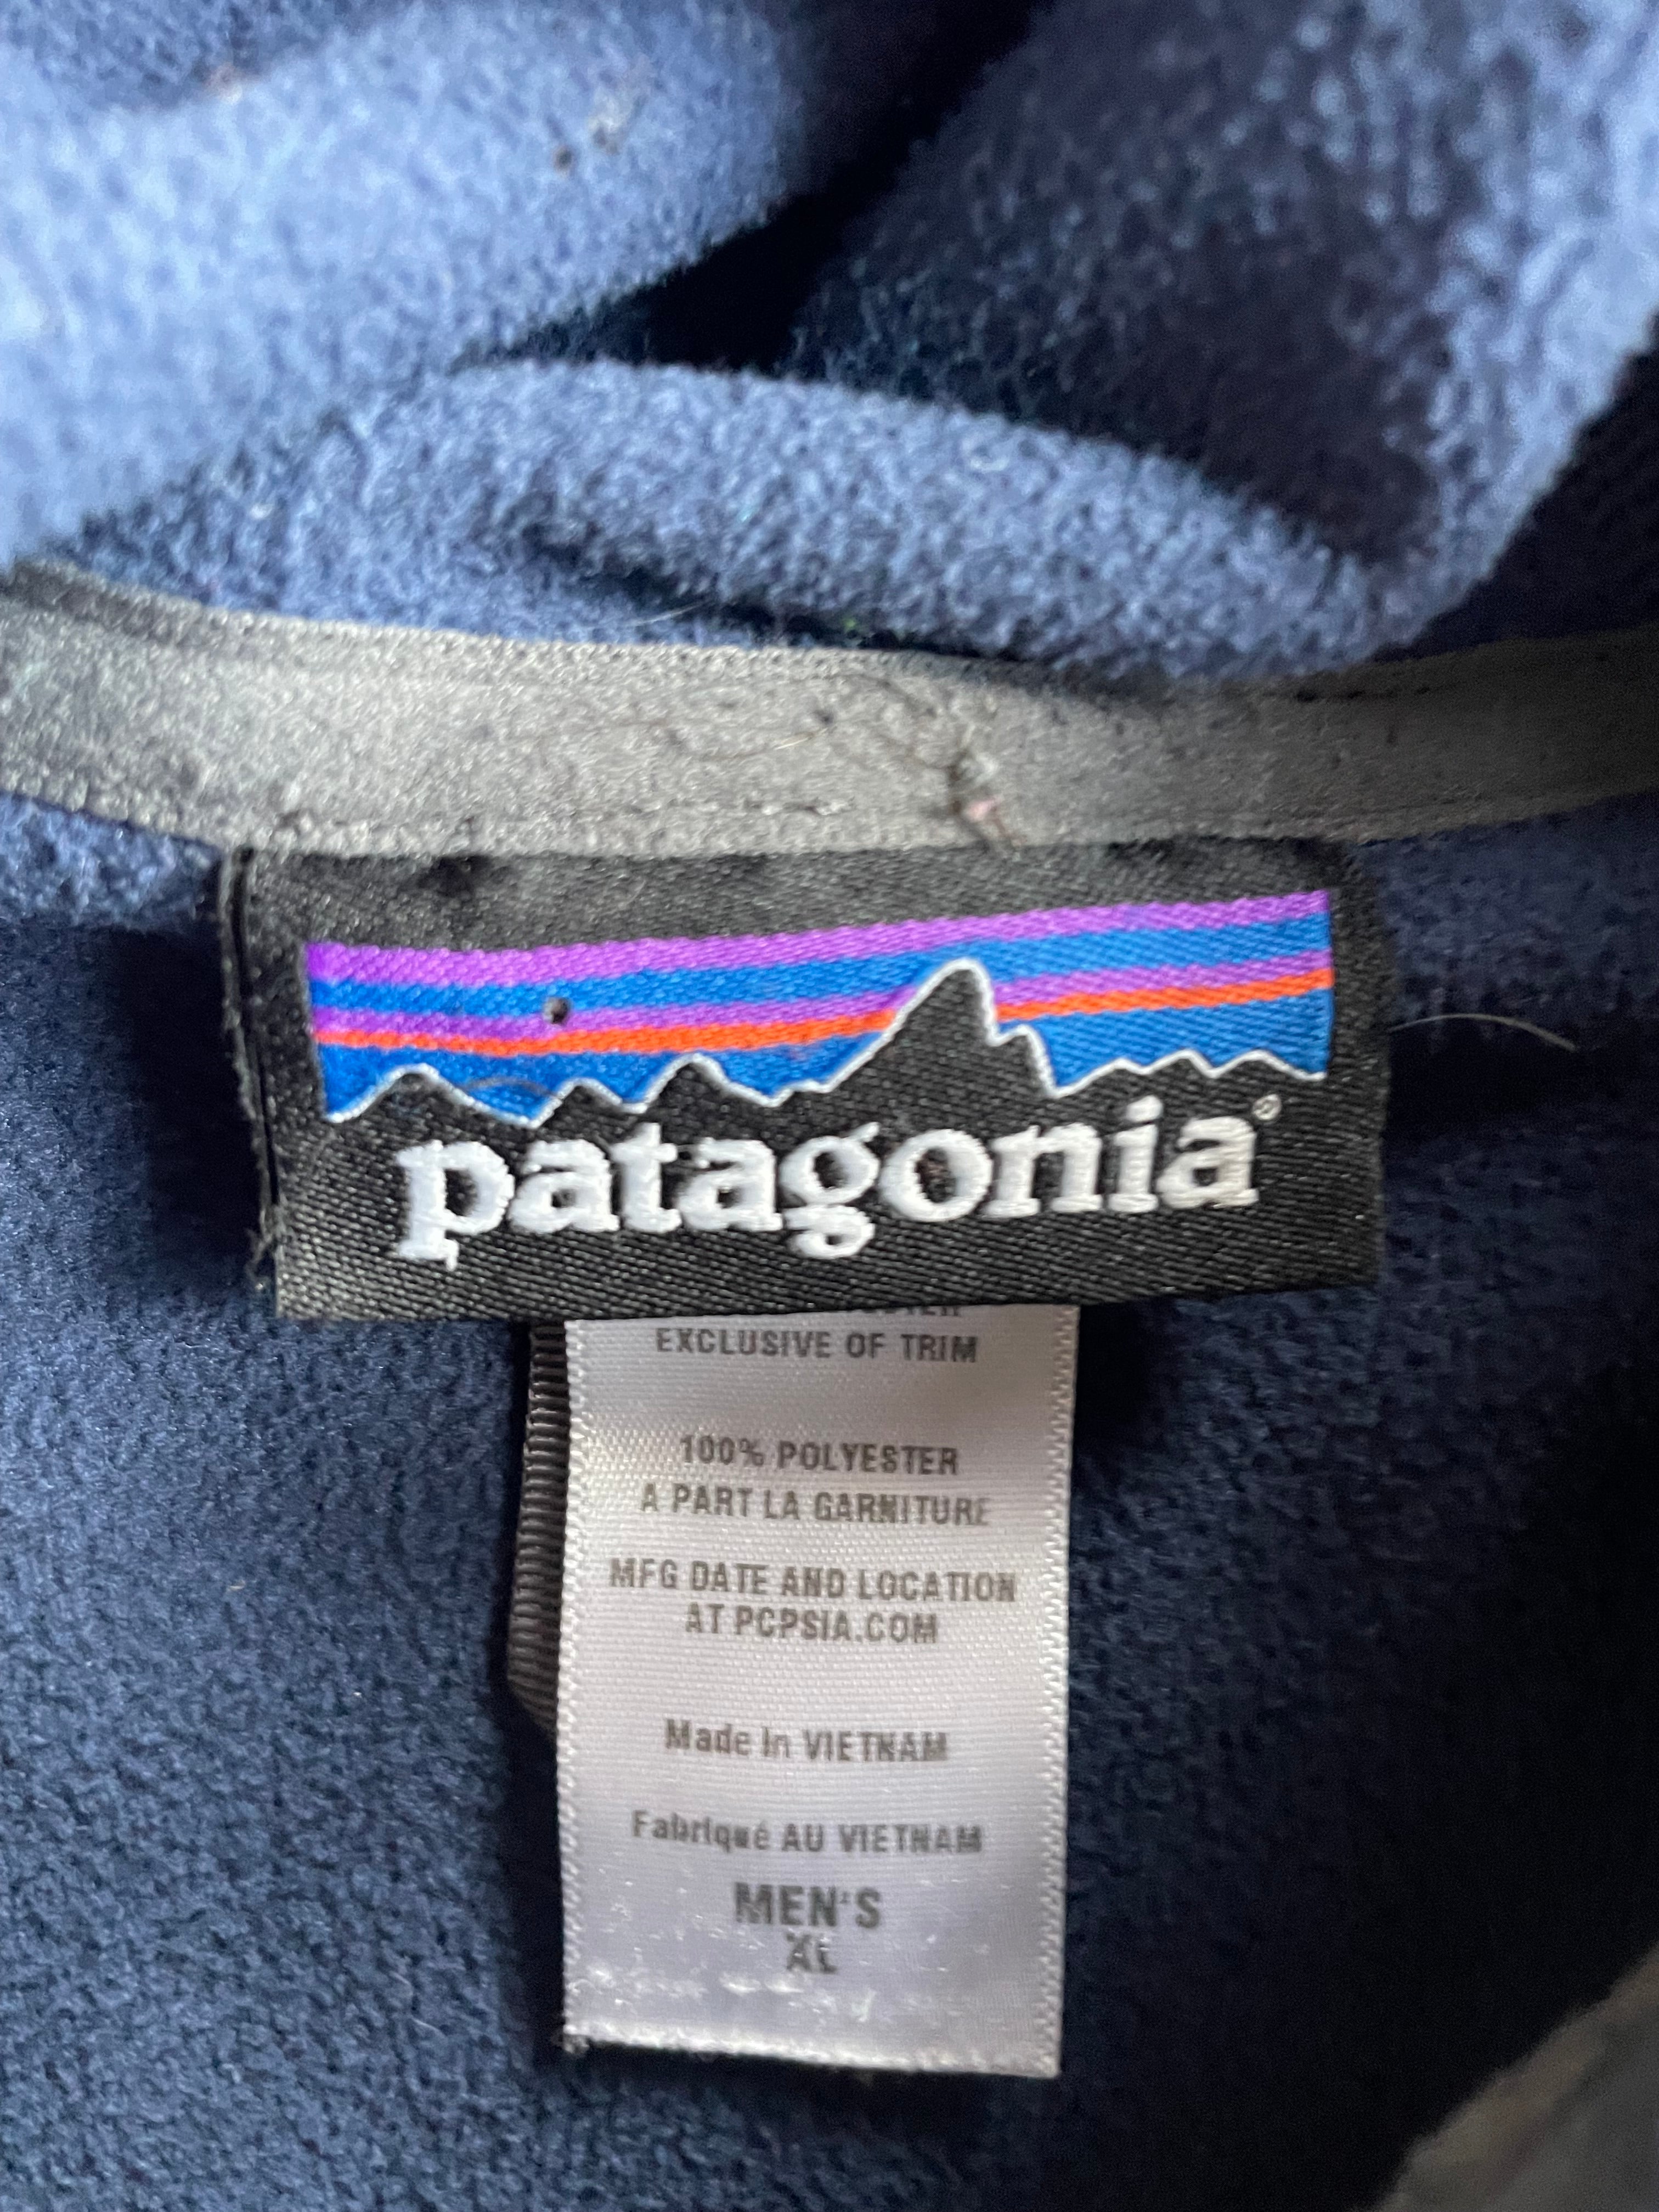 patagonia®
EXCLUSIVE OF TRIM
100% POLYESTER
A PART LA GARNITURE
MFG DATE AND LOCATION
AT PCPSIA.COM
Made In VIETNAM
Fabriqué AU VIETNAM
MEN'S
XL